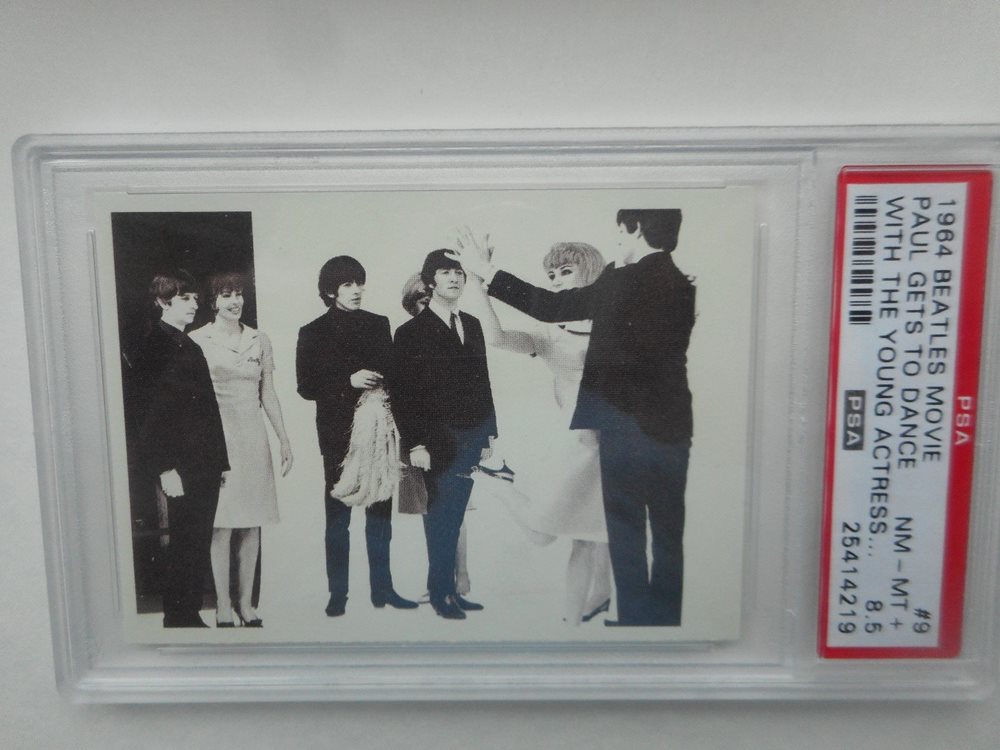 PSA
1964 BEATLES MOVIE #9
PAUL GETS TO DANCE NM - MT +
WITH THE YOUNG ACTRESS... 8.5
PSA 25414219